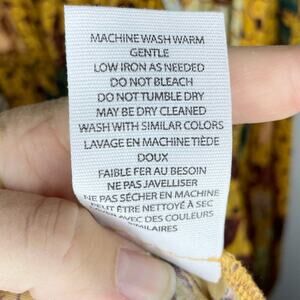 MACHINE WASH WARM
GENTLE
LOW IRON AS NEEDED
DO NOT BLEACH
DO NOT TUMBLE DRY
MAY BE DRY CLEANED
WASH WITH SIMILAR COLORS
LAVAGE EN MACHINE TIÈDE
DOUX
FAIBLE FER AU BESOIN
NE PAS JAVELLISER
NE PAS SÉCHER EN MACHINE
PEUT ÊTRE NETTOYÉ À SEC
AVEC DES COULEURS
SIMILAIRES